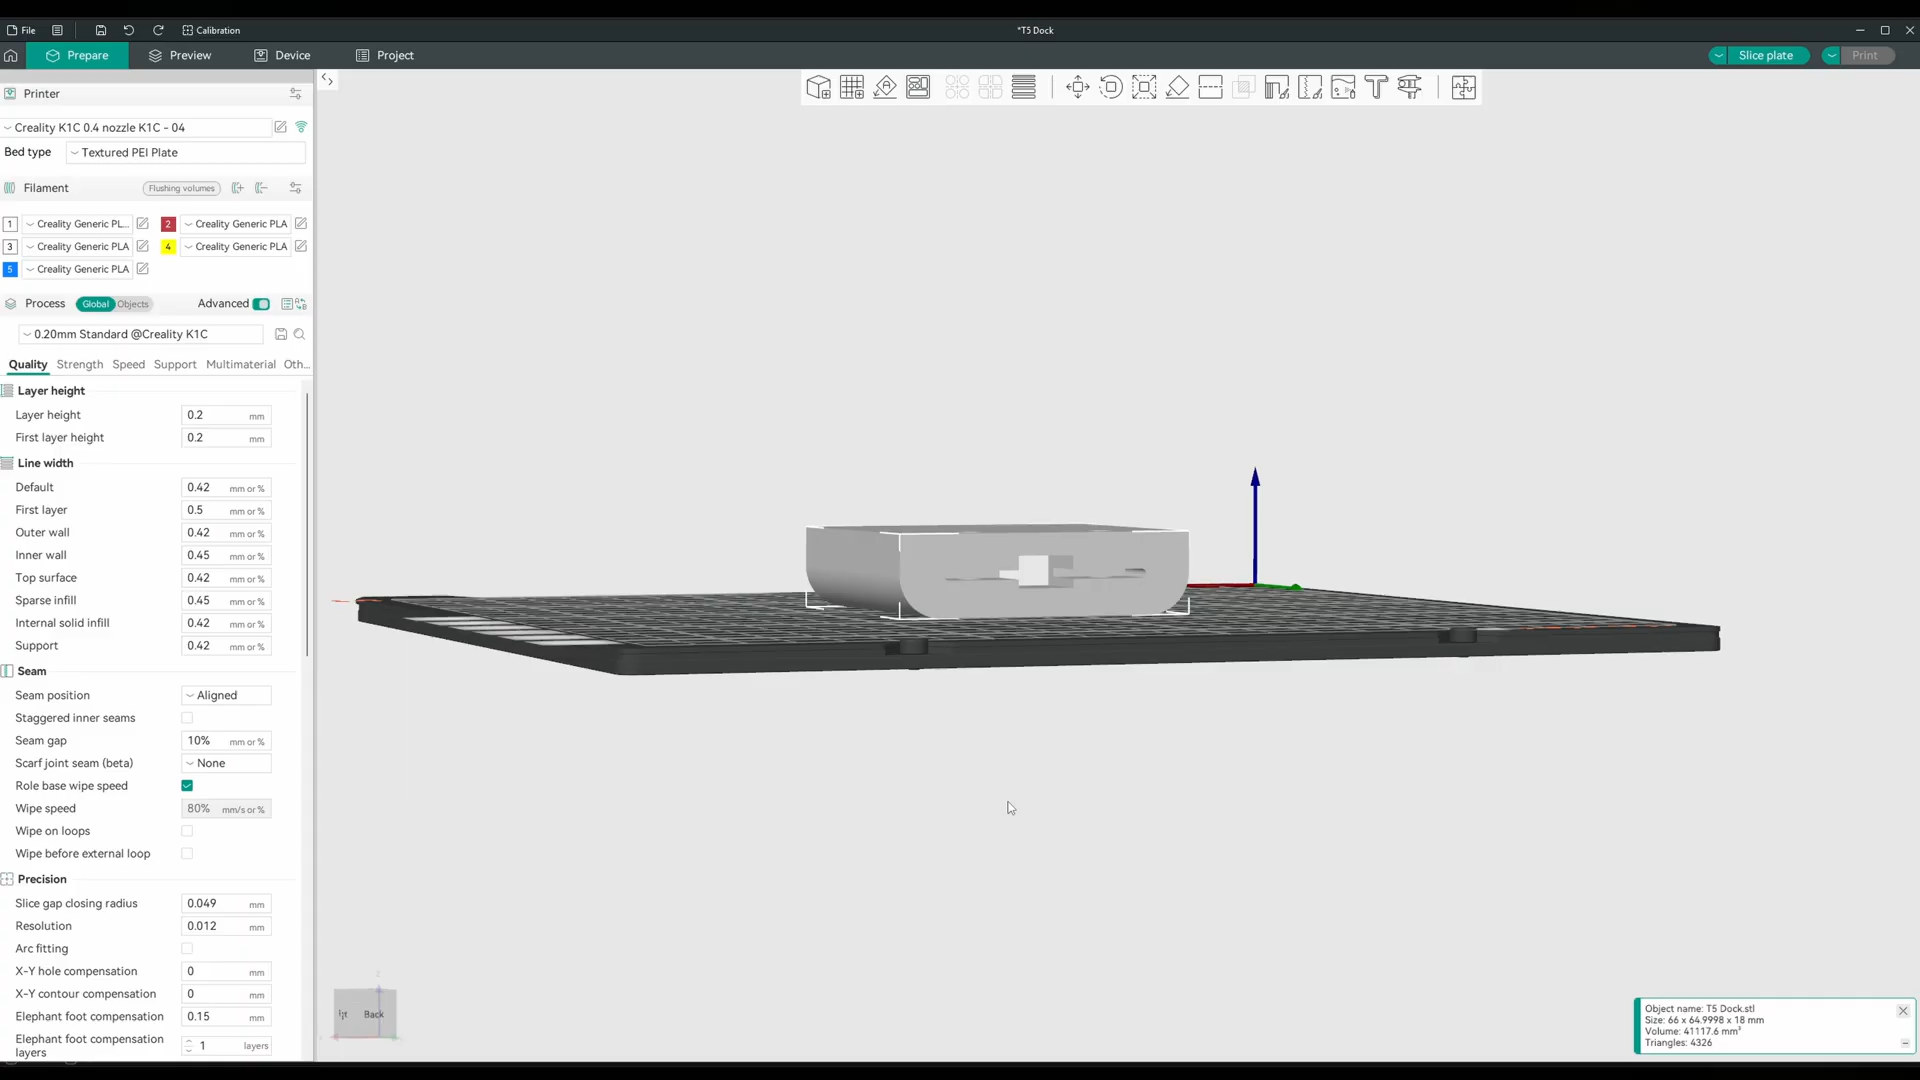 File
Calibration
*T5 Dock
Prepare
Preview
Device
Project
Slice plate
Print
Printer
Creality K1C 0.4 nozzle K1C - 04
Bed type
Textured PEI Plate
Filament
Flushing volumes
1
Creality Generic PL...
2
Creality Generic PLA
3
Creality Generic PLA
4
Creality Generic PLA
5
Creality Generic PLA
Process
Global
Objects
Advanced
0.20mm Standard @Creality K1C
Quality
Strength
Speed
Support
Multimaterial
Oth...
Layer height
Layer height
0.2 mm
First layer height
0.2 mm
Line width
Default
0.42 mm or %
First layer
0.5 mm or %
Outer wall
0.42 mm or %
Inner wall
0.45 mm or %
Top surface
0.42 mm or %
Sparse infill
0.45 mm or %
Internal solid infill
0.42 mm or %
Support
0.42 mm or %
Seam
Seam position
Aligned
Staggered inner seams
Seam gap
10% mm or %
Scarf joint seam (beta)
None
Role base wipe speed
Wipe speed
80% mm/s or %
Wipe on loops
Wipe before external loop
Precision
Slice gap closing radius
0.049 mm
Resolution
0.012 mm
Arc fitting
X-Y hole compensation
0 mm
X-Y contour compensation
0 mm
Elephant foot compensation
0.15 mm
Elephant foot compensation
layers
1 layers
Back
Object name: T5 Dock.stl
Size: 66 x 64.9998 x 18 mm
Volume: 41117.6 mm³
Triangles: 4326